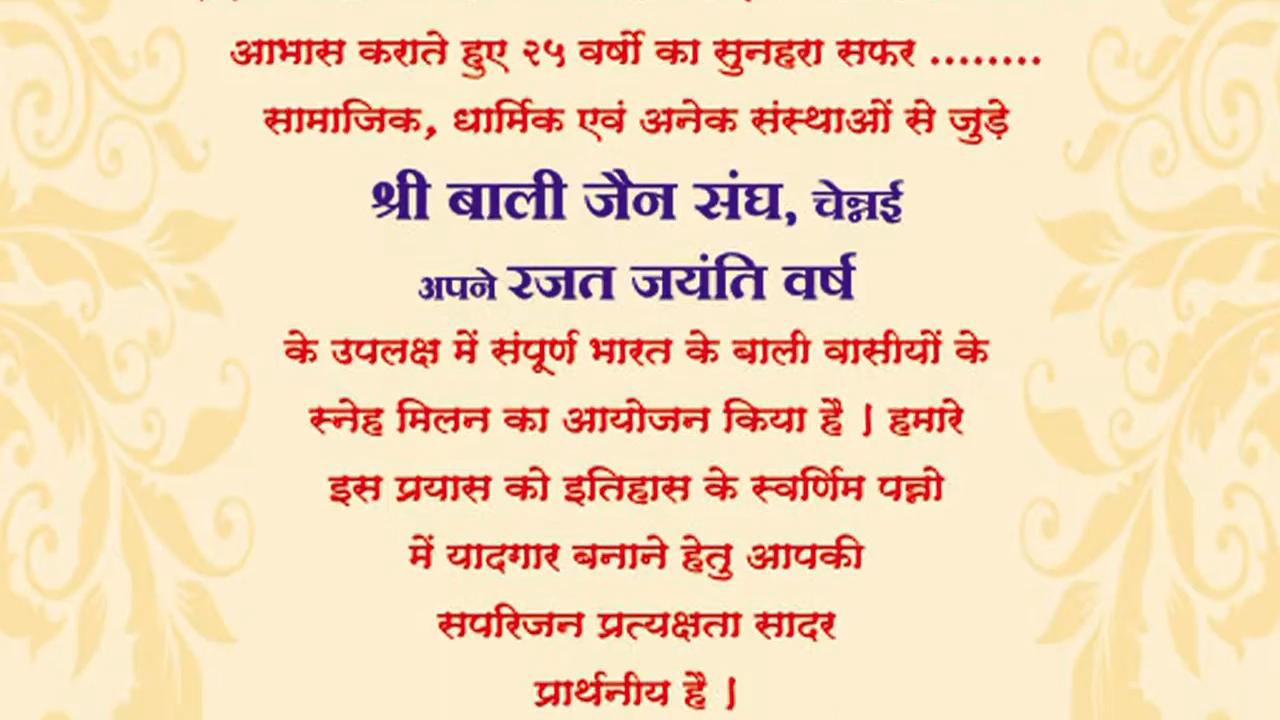 आभास कराते हुए २५ वर्षो का सुनहरा सफर ........
सामाजिक, धार्मिक एवं अनेक संस्थाओं से जुड़े
श्री बाली जैन संघ, चेन्नई
अपने रजत जयंति वर्ष
के उपलक्ष में संपूर्ण भारत के बाली वासीयों के
स्नेह मिलन का आयोजन किया है | हमारे
इस प्रयास को इतिहास के स्वर्णिम पन्नो
में यादगार बनाने हेतु आपकी
सपरिजन प्रत्यक्षता सादर
प्रार्थनीय है |